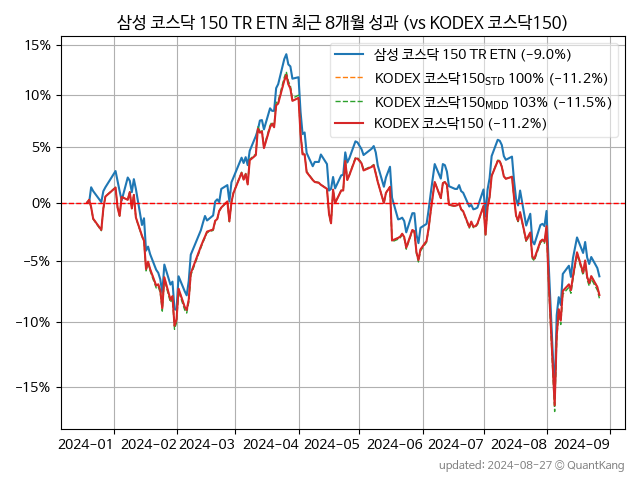 삼성 코스닥 150 TR ETN 최근 8개월 성과 (vs KODEX 코스닥150)
삼성 코스닥 150 TR ETN (−9.0%)
KODEX 코스닥150STD 100% (−11.2%)
KODEX 코스닥150MDD 103% (−11.5%)
KODEX 코스닥150 (−11.2%)
15%
10%
5%
0%
−5%
−10%
−15%
2024-01 2024-02 2024-03 2024-04 2024-05 2024-06 2024-07 2024-08 2024-09
updated: 2024-08-27 © QuantKang